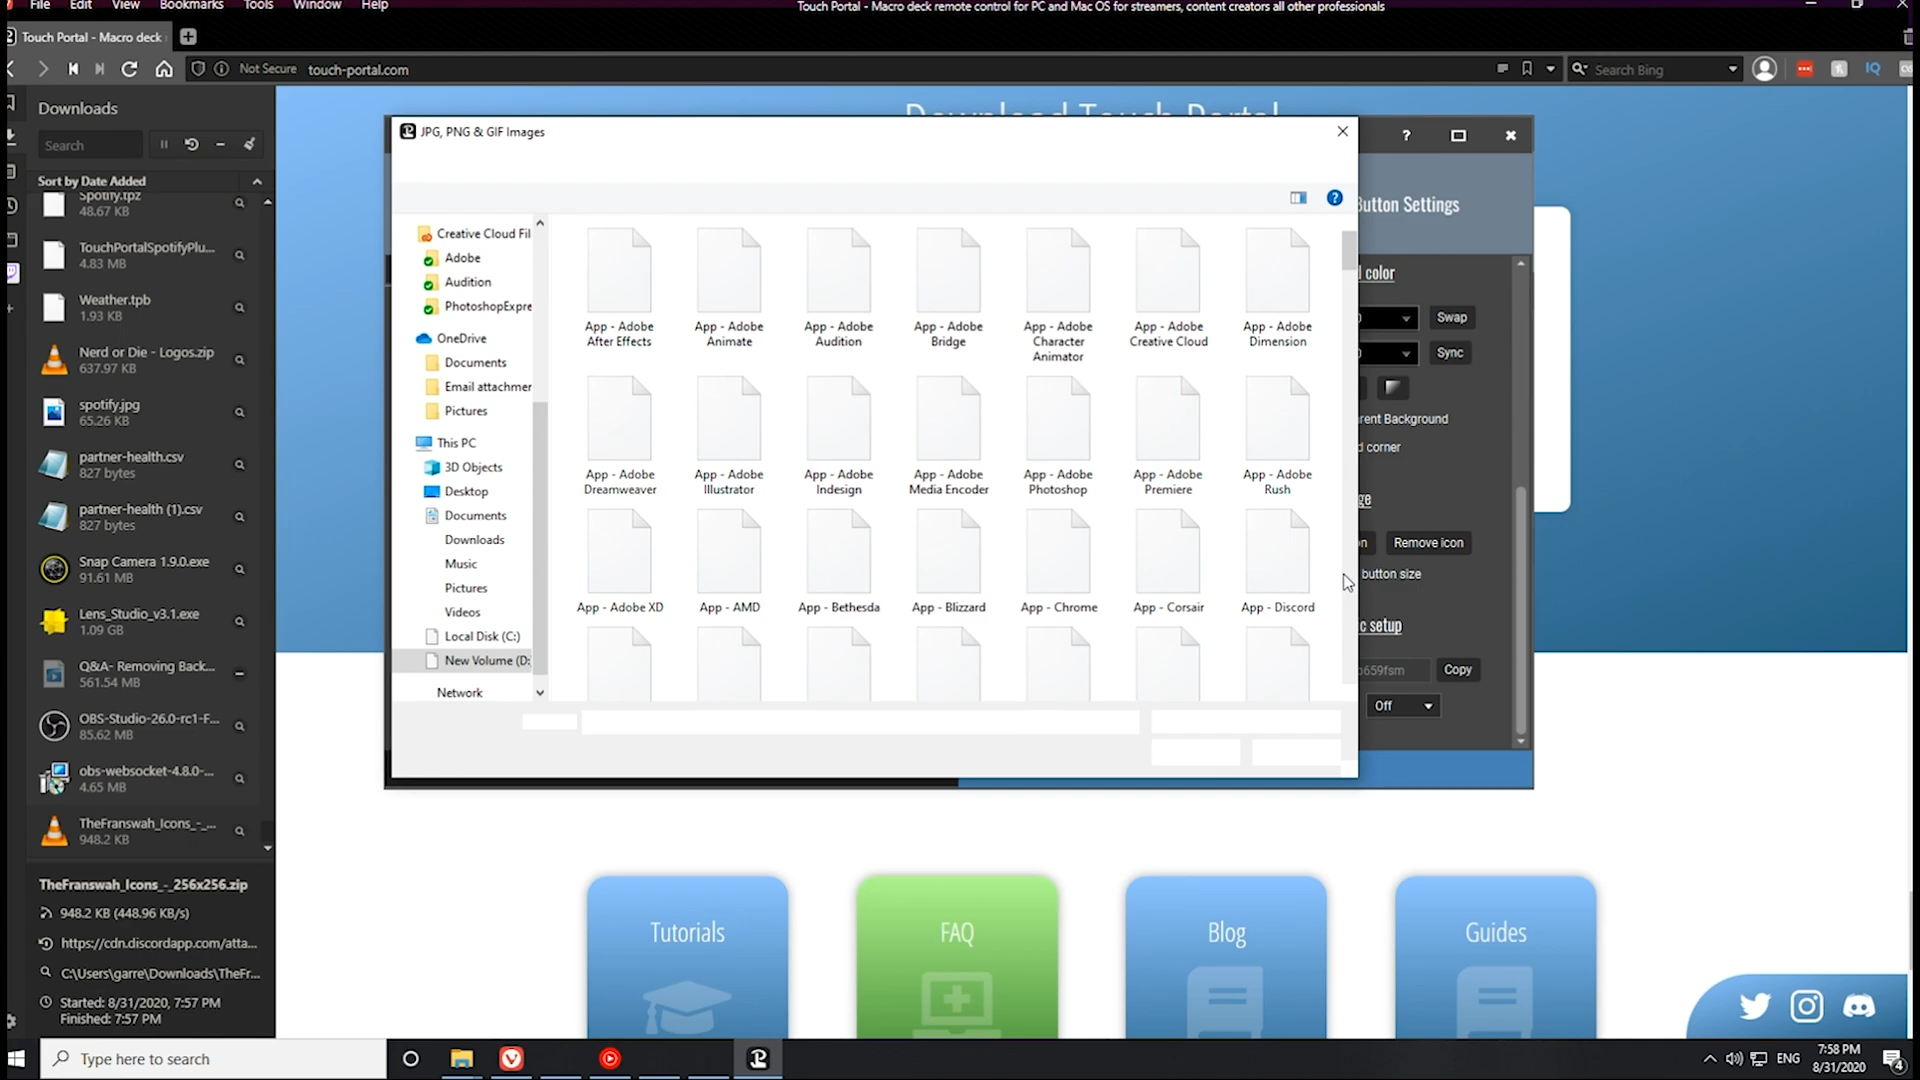 File Edit View Bookmarks Tools Window Help
Touch Portal - Macro deck remote control for PC and Mac OS for streamers, content creators all other professionals
Touch Portal - Macro deck
Not Secure touch-portal.com
Search Bing
IQ
Downloads
Search
Sort by Date Added
Spotify.tpz
48.67 KB
TouchPortalSpotifyPlu...
4.83 MB
Weather.tpb
1.93 KB
Nerd or Die - Logos.zip
637.97 KB
spotify.jpg
65.26 KB
partner-health.csv
827 bytes
partner-health (1).csv
827 bytes
Snap Camera 1.9.0.exe
91.61 MB
Lens_Studio_v3.1.exe
1.09 GB
Q&A- Removing Back...
561.54 MB
OBS-Studio-26.0-rc1-F...
85.62 MB
obs-websocket-4.8.0-...
4.65 MB
TheFranswah_Icons_-_...
948.2 KB
TheFranswah_Icons_-_256x256.zip
948.2 KB (448.96 KB/s)
https://cdn.discordapp.com/atta...
C:\Users\garre\Downloads\TheFr...
Started: 8/31/2020, 7:57 PM
Finished: 7:57 PM
Download Touch Portal
JPG, PNG & GIF Images
Creative Cloud Fil
Adobe
Audition
PhotoshopExpre
OneDrive
Documents
Email attachmer
Pictures
This PC
3D Objects
Desktop
Documents
Downloads
Music
Pictures
Videos
Local Disk (C:)
New Volume (D:
Network
App - Adobe
After Effects
App - Adobe
Animate
App - Adobe
Audition
App - Adobe
Bridge
App - Adobe
Character
Animator
App - Adobe
Creative Cloud
App - Adobe
Dimension
App - Adobe
Dreamweaver
App - Adobe
Illustrator
App - Adobe
Indesign
App - Adobe
Media Encoder
App - Adobe
Photoshop
App - Adobe
Premiere
App - Adobe
Rush
App - Adobe XD
App - AMD
App - Bethesda
App - Blizzard
App - Chrome
App - Corsair
App - Discord
?
Button Settings
color
Swap
Sync
rent Background
d corner
ge
on
Remove icon
button size
c setup
b659fsm
Copy
Off
Tutorials
FAQ
Blog
Guides
Type here to search
ENG
7:58 PM
8/31/2020
4